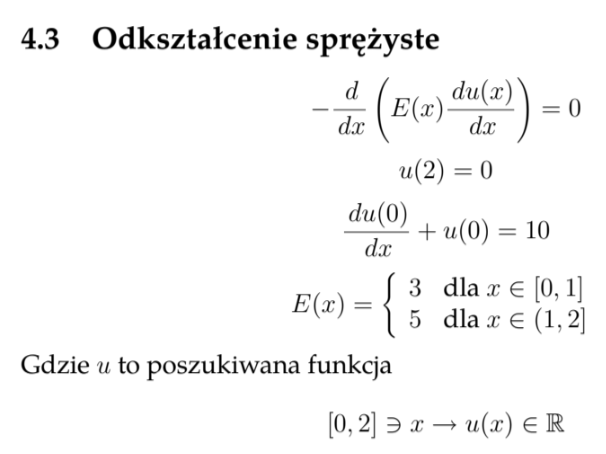 4.3 Odkształcenie sprężyste
$-\frac{d}{dx}\left(E(x)\frac{du(x)}{dx}\right) = 0$
$u(2) = 0$
$\frac{du(0)}{dx} + u(0) = 10$
$E(x) = \begin{cases} 3 & \text{dla } x \in [0, 1] \\ 5 & \text{dla } x \in (1, 2] \end{cases}$
Gdzie $u$ to poszukiwana funkcja
$[0, 2] \ni x \to u(x) \in \mathbb{R}$